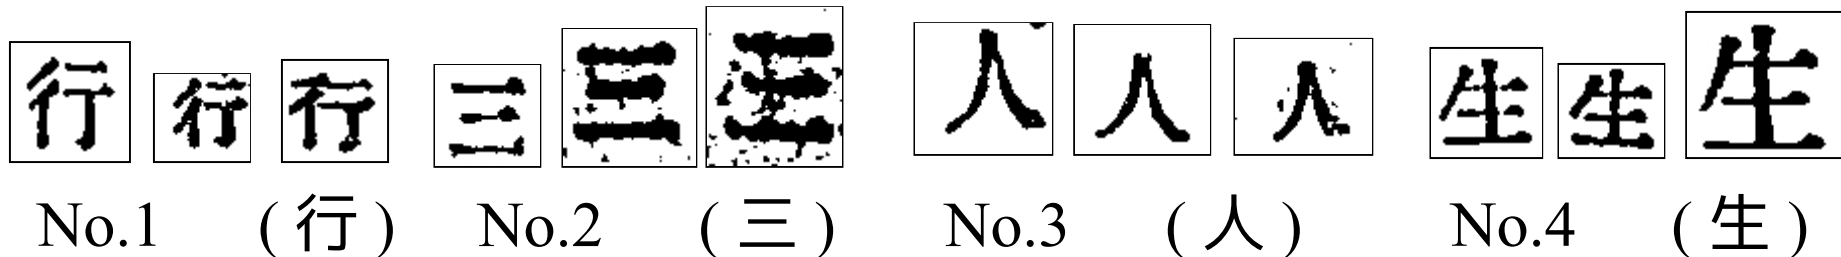 行 行 行 三 三 三 人 人 人 生 生 生
No.1 (行) No.2 (三) No.3 (人) No.4 (生)